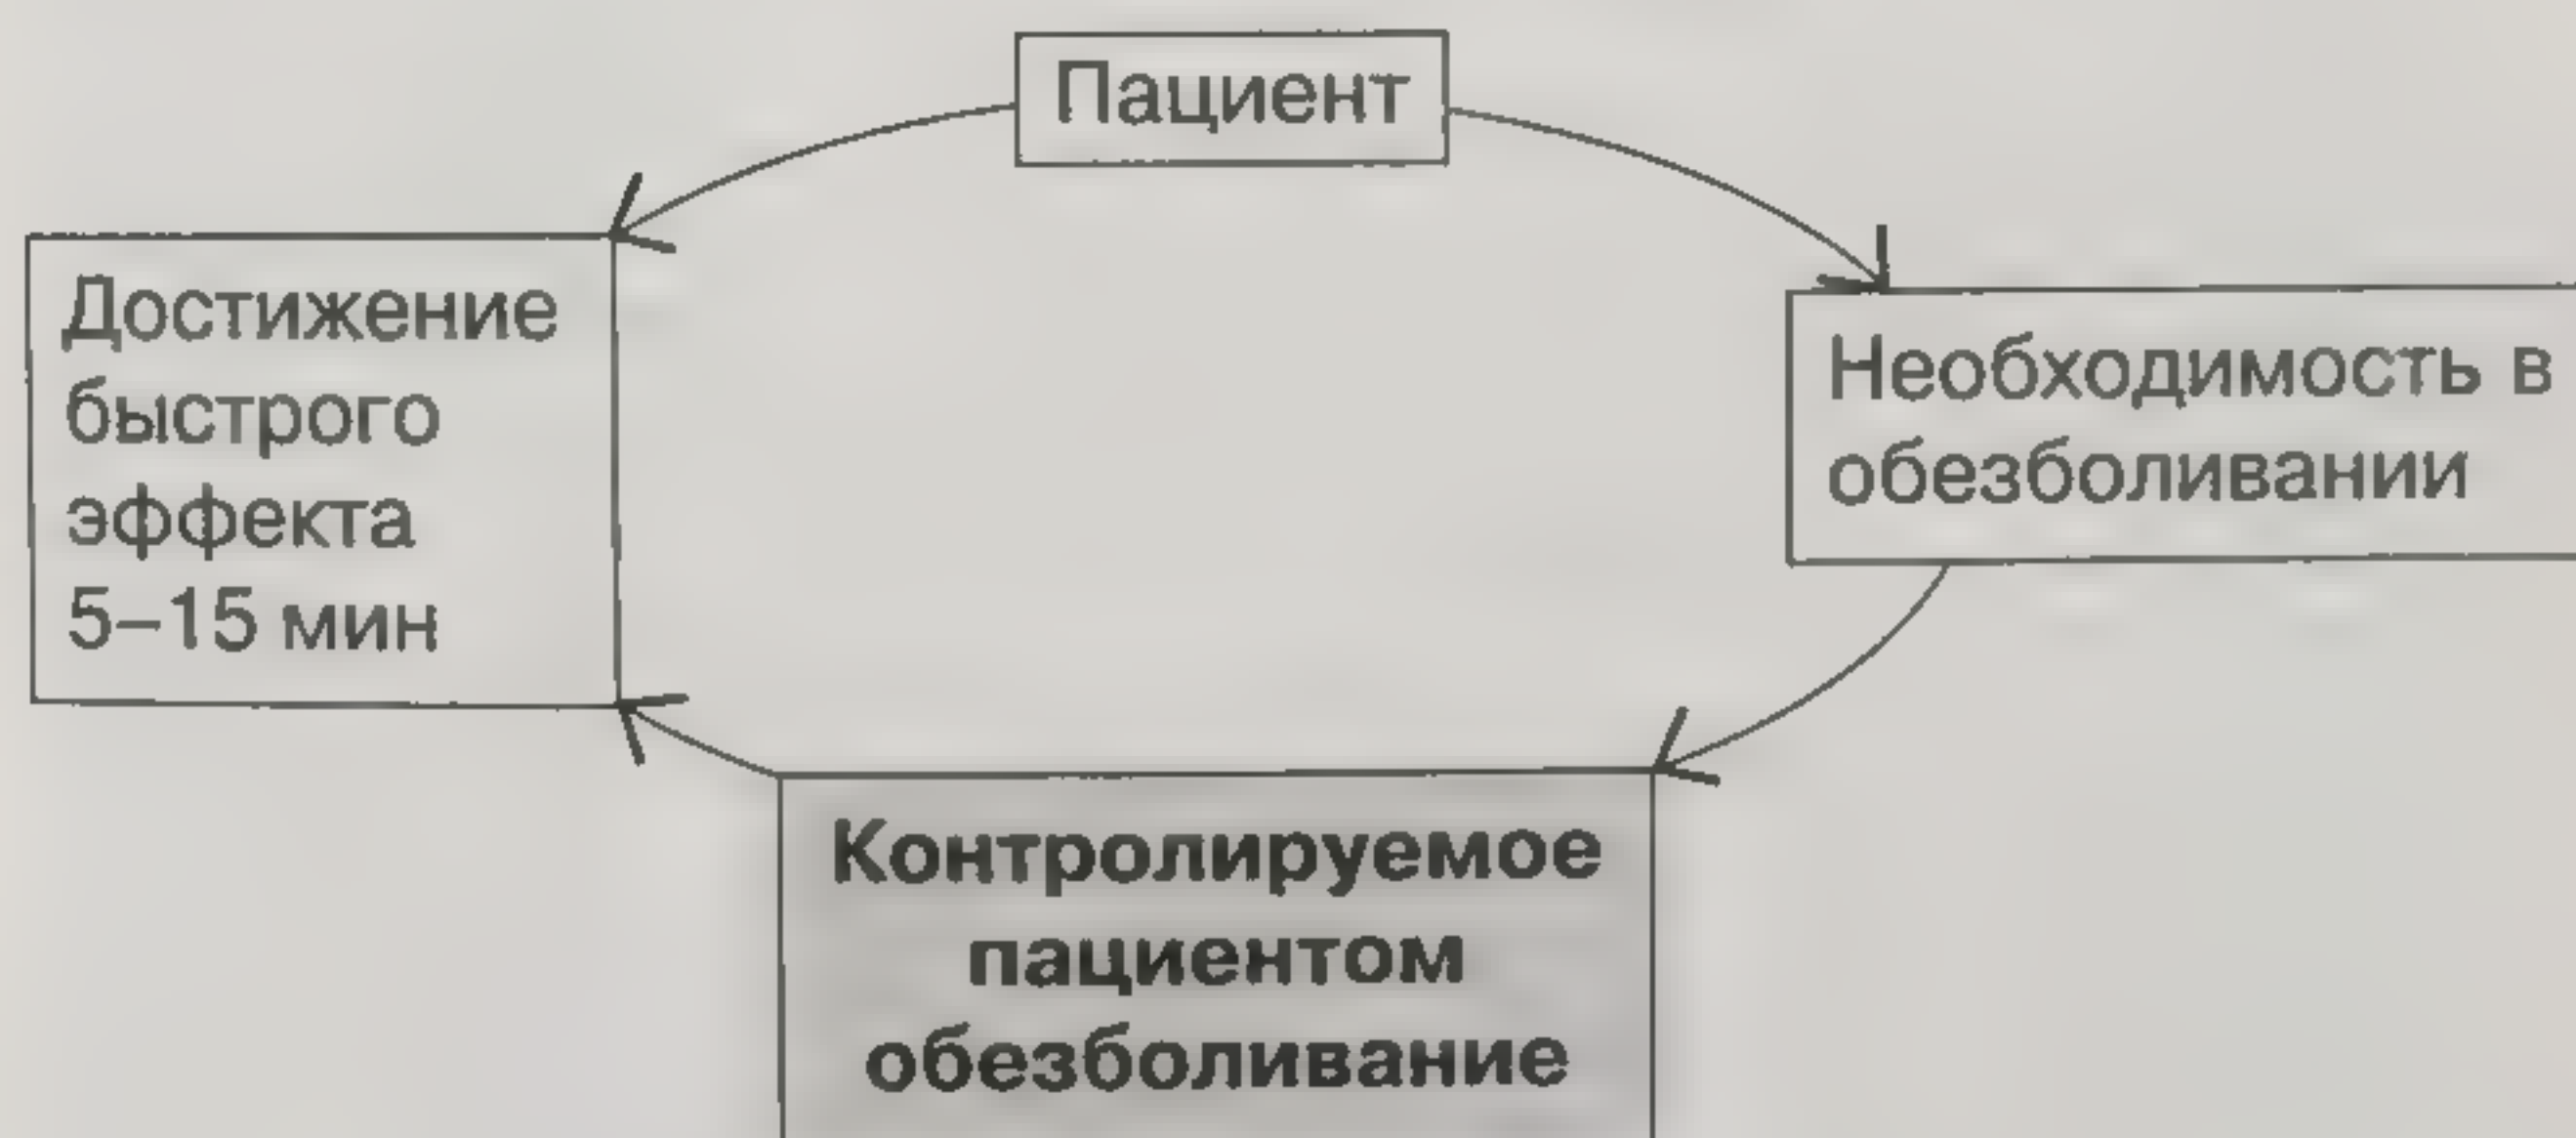 Пациент
Достижение
быстрого
эффекта
5–15 мин
Необходимость в
обезболивании
Контролируемое
пациентом
обезболивание